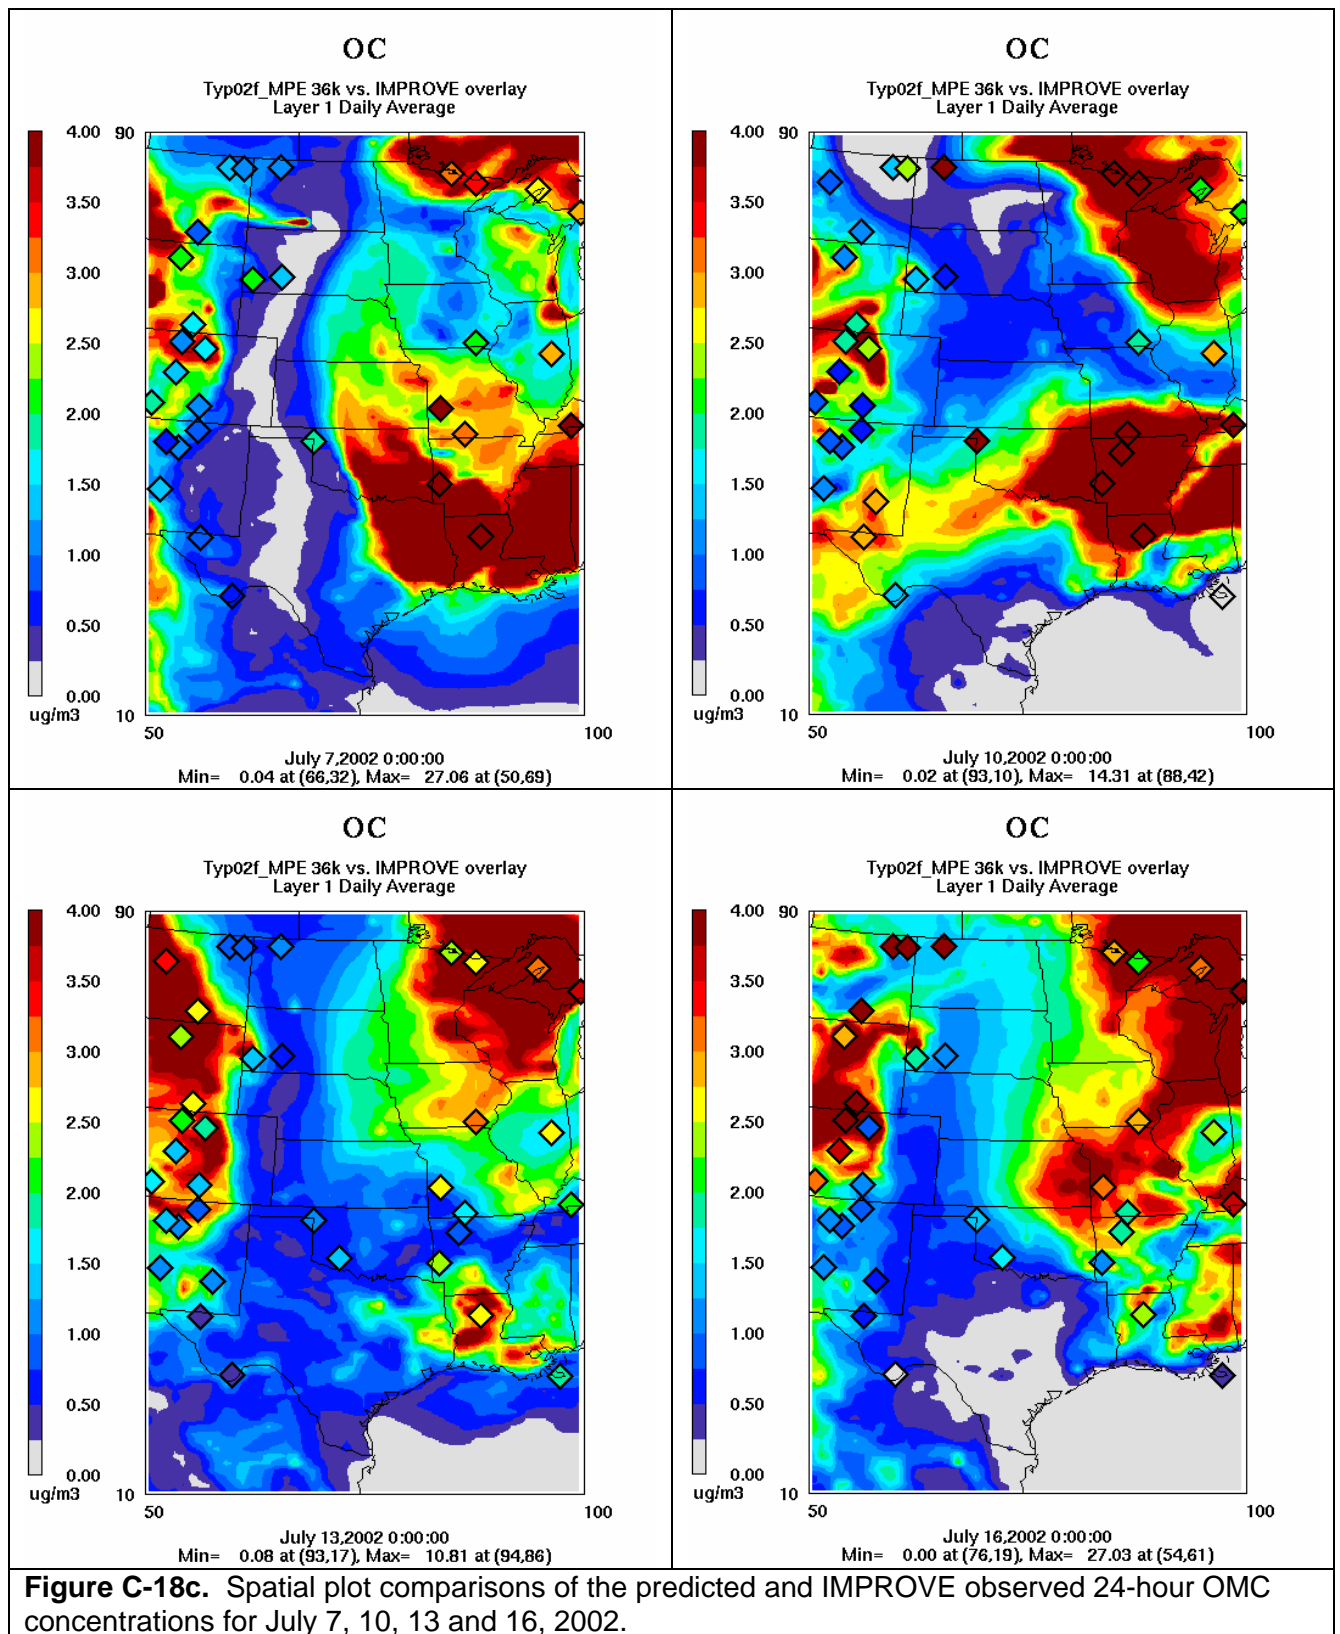 OC
Typ02f_MPE 36k vs. IMPROVE overlay
Layer 1 Daily Average
4.00
3.50
3.00
2.50
2.00
1.50
1.00
0.50
0.00
ug/m3
90
10
50
100
July 7,2002 0:00:00
Min= 0.04 at (66,32), Max= 27.06 at (50,69)
OC
Typ02f_MPE 36k vs. IMPROVE overlay
Layer 1 Daily Average
4.00
3.50
3.00
2.50
2.00
1.50
1.00
0.50
0.00
ug/m3
90
10
50
100
July 10,2002 0:00:00
Min= 0.02 at (93,10), Max= 14.31 at (88,42)
OC
Typ02f_MPE 36k vs. IMPROVE overlay
Layer 1 Daily Average
4.00
3.50
3.00
2.50
2.00
1.50
1.00
0.50
0.00
ug/m3
90
10
50
100
July 13,2002 0:00:00
Min= 0.08 at (93,17), Max= 10.81 at (94,86)
OC
Typ02f_MPE 36k vs. IMPROVE overlay
Layer 1 Daily Average
4.00
3.50
3.00
2.50
2.00
1.50
1.00
0.50
0.00
ug/m3
90
10
50
100
July 16,2002 0:00:00
Min= 0.00 at (76,19), Max= 27.03 at (54,61)
Figure C-18c. Spatial plot comparisons of the predicted and IMPROVE observed 24-hour OMC
concentrations for July 7, 10, 13 and 16, 2002.